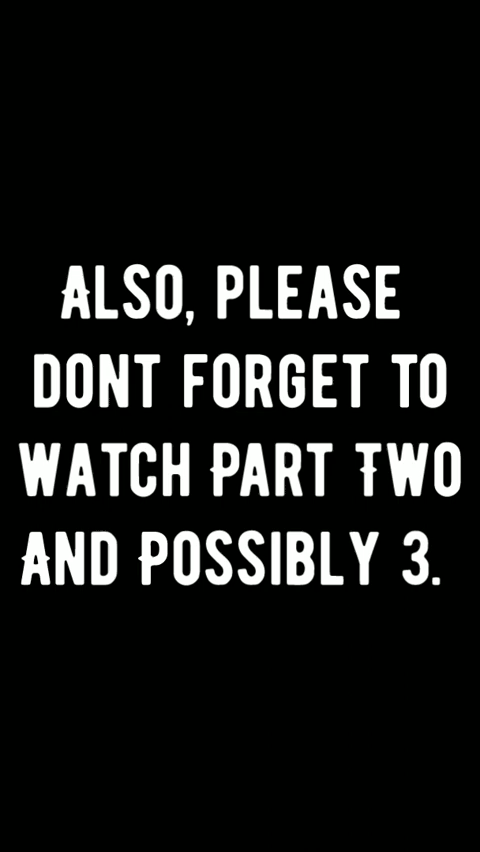 Also, please
dont forget to
watch Part Two
And Possibly 3.